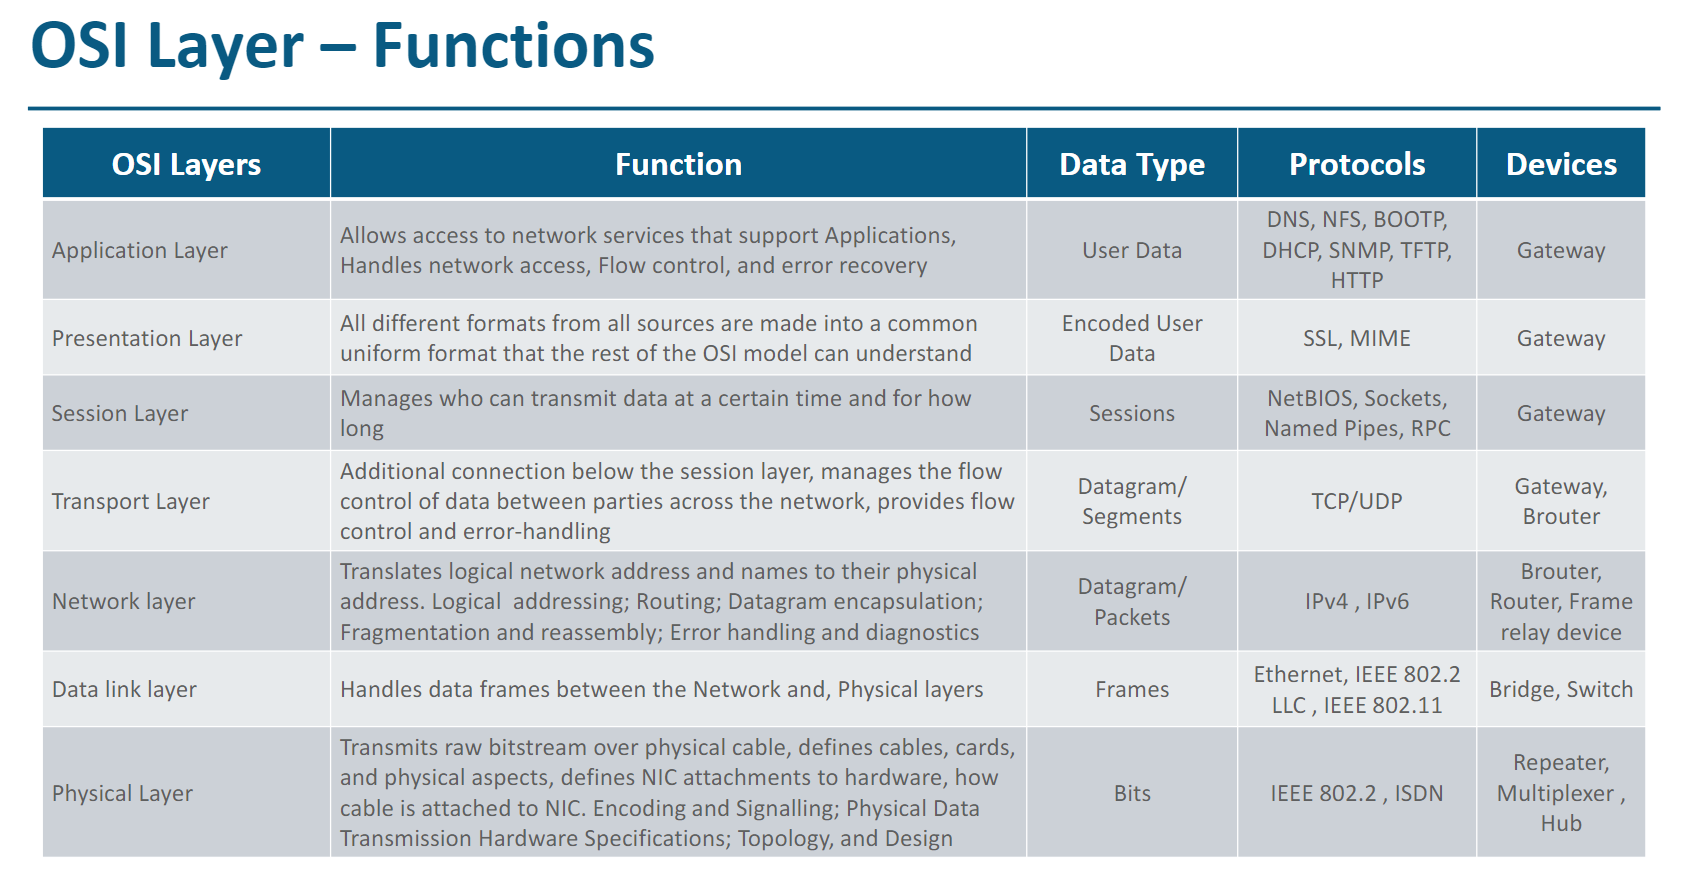 OSI Layer – Functions
OSI Layers
Function
Data Type
Protocols
Devices
Application Layer
Allows access to network services that support Applications,
Handles network access, Flow control, and error recovery
User Data
DNS, NFS, BOOTP,
DHCP, SNMP, TFTP,
HTTP
Gateway
Presentation Layer
All different formats from all sources are made into a common
uniform format that the rest of the OSI model can understand
Encoded User
Data
SSL, MIME
Gateway
Session Layer
Manages who can transmit data at a certain time and for how
long
Sessions
NetBIOS, Sockets,
Named Pipes, RPC
Gateway
Transport Layer
Additional connection below the session layer, manages the flow
control of data between parties across the network, provides flow
control and error-handling
Datagram/
Segments
TCP/UDP
Gateway,
Brouter
Network layer
Translates logical network address and names to their physical
address. Logical  addressing; Routing; Datagram encapsulation;
Fragmentation and reassembly; Error handling and diagnostics
Datagram/
Packets
IPv4 , IPv6
Brouter,
Router, Frame
relay device
Data link layer
Handles data frames between the Network and, Physical layers
Frames
Ethernet, IEEE 802.2
LLC , IEEE 802.11
Bridge, Switch
Physical Layer
Transmits raw bitstream over physical cable, defines cables, cards,
and physical aspects, defines NIC attachments to hardware, how
cable is attached to NIC. Encoding and Signalling; Physical Data
Transmission Hardware Specifications; Topology, and Design
Bits
IEEE 802.2 , ISDN
Repeater,
Multiplexer ,
Hub